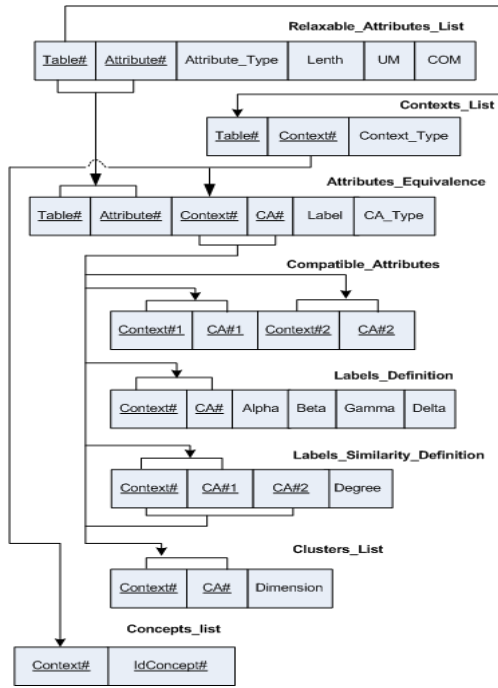 Relaxable_Attributes_List
Table# Attribute# Attribute_Type Lenth UM COM
Contexts_List
Table# Context# Context_Type
Attributes_Equivalence
Table# Attribute# Context# CA# Label CA_Type
Compatible_Attributes
Context#1 CA#1 Context#2 CA#2
Labels_Definition
Context# CA# Alpha Beta Gamma Delta
Labels_Similarity_Definition
Context# CA#1 CA#2 Degree
Clusters_List
Context# CA# Dimension
Concepts_list
Context# IdConcept#